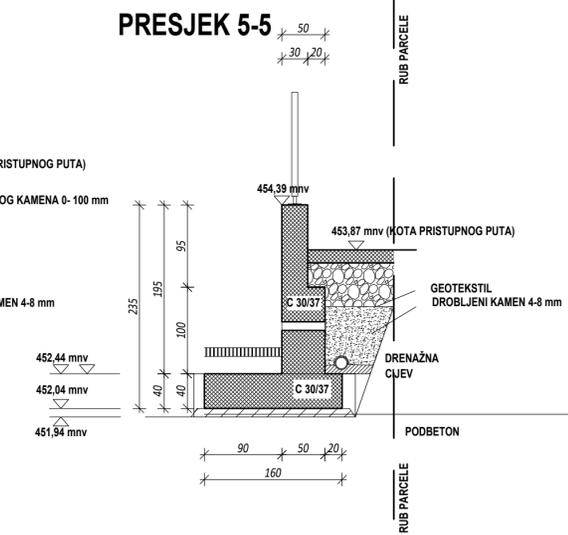 PRESJEK 5-5
50
30 20
RUB PARCELE
RISTUPNOG PUTA)
454,39 mnv
OG KAMENA 0- 100 mm
453,87 mnv (KOTA PRISTUPNOG PUTA)
95
195
235
GEOTEKSTIL
MEN 4-8 mm
C 30/37
DROBLJENI KAMEN 4-8 mm
100
452,44 mnv
DRENAŽNA
CIJEV
452,04 mnv
40
40
C 30/37
451,94 mnv
PODBETON
90
50
20
160
RUB PARCELE